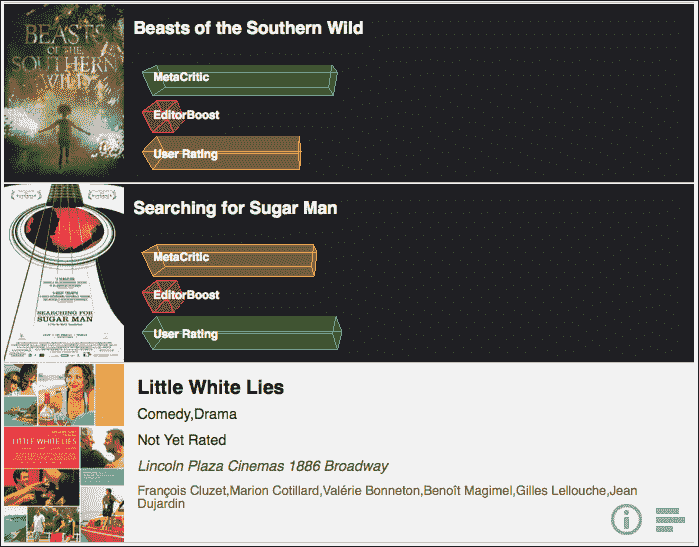 BEASTS
OF THE
SOUTHERN
WILD
Beasts of the Southern Wild
MetaCritic
EditorBoost
User Rating
Searching for Sugar Man
MetaCritic
EditorBoost
User Rating
SEARCHING FOR
SUGAR MAN
Little White Lies
Comedy,Drama
Not Yet Rated
Lincoln Plaza Cinemas 1886 Broadway
François Cluzet,Marion Cotillard,Valérie Bonneton,Benoît Magimel,Gilles Lellouche,Jean
Dujardin
LITTLE WHITE LIES
i